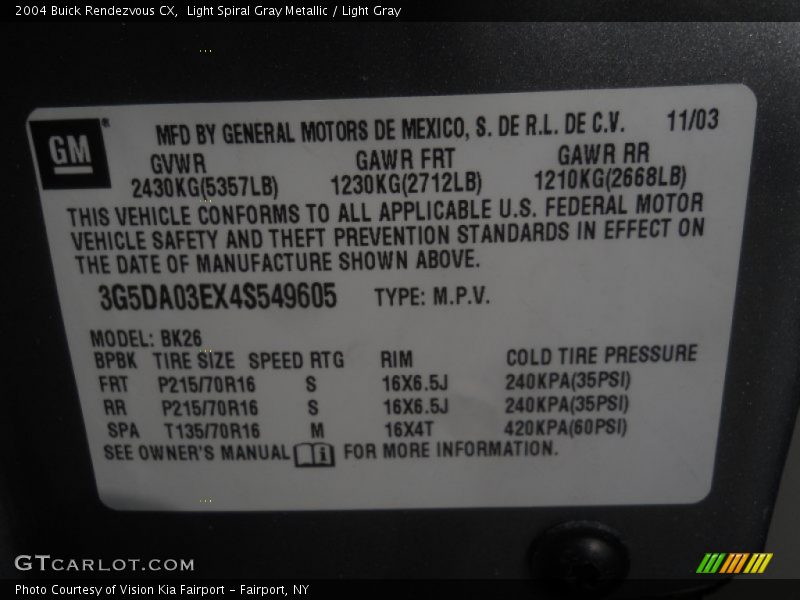 2004 Buick Rendezvous CX,  Light Spiral Gray Metallic / Light Gray
GM®
MFD BY GENERAL MOTORS DE MEXICO, S. DE R.L. DE C.V. 11/03
GVWR GAWR FRT GAWR RR
2430KG(5357LB) 1230KG(2712LB) 1210KG(2668LB)
THIS VEHICLE CONFORMS TO ALL APPLICABLE U.S. FEDERAL MOTOR
VEHICLE SAFETY AND THEFT PREVENTION STANDARDS IN EFFECT ON
THE DATE OF MANUFACTURE SHOWN ABOVE.
3G5DA03EX4S549605 TYPE: M.P.V.
MODEL: BK26
BPBK TIRE SIZE SPEED RTG RIM COLD TIRE PRESSURE
FRT P215/70R16 S 16X6.5J 240KPA(35PSI)
RR P215/70R16 S 16X6.5J 240KPA(35PSI)
SPA T135/70R16 M 16X4T 420KPA(60PSI)
SEE OWNER'S MANUAL i FOR MORE INFORMATION.
GTCARLOT.COM
Photo Courtesy of Vision Kia Fairport - Fairport, NY